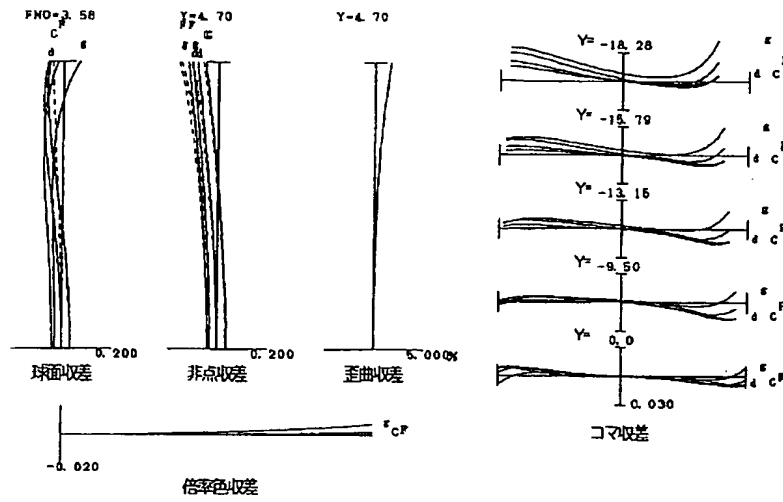 FNO=3.58
C F
d g
Y=4.70
F F g
g g d d
Y=4.70
0.200
0.200
5.000%
球面収差
非点収差
歪曲収差
g C F
-0.020
倍率色収差
Y= -18.28
g
d C F
Y= -15.79
g
d C F
Y= -13.15
g
d C F
Y= -9.50
g
d C F
Y= 0.0
g
d C F
0.030
コマ収差